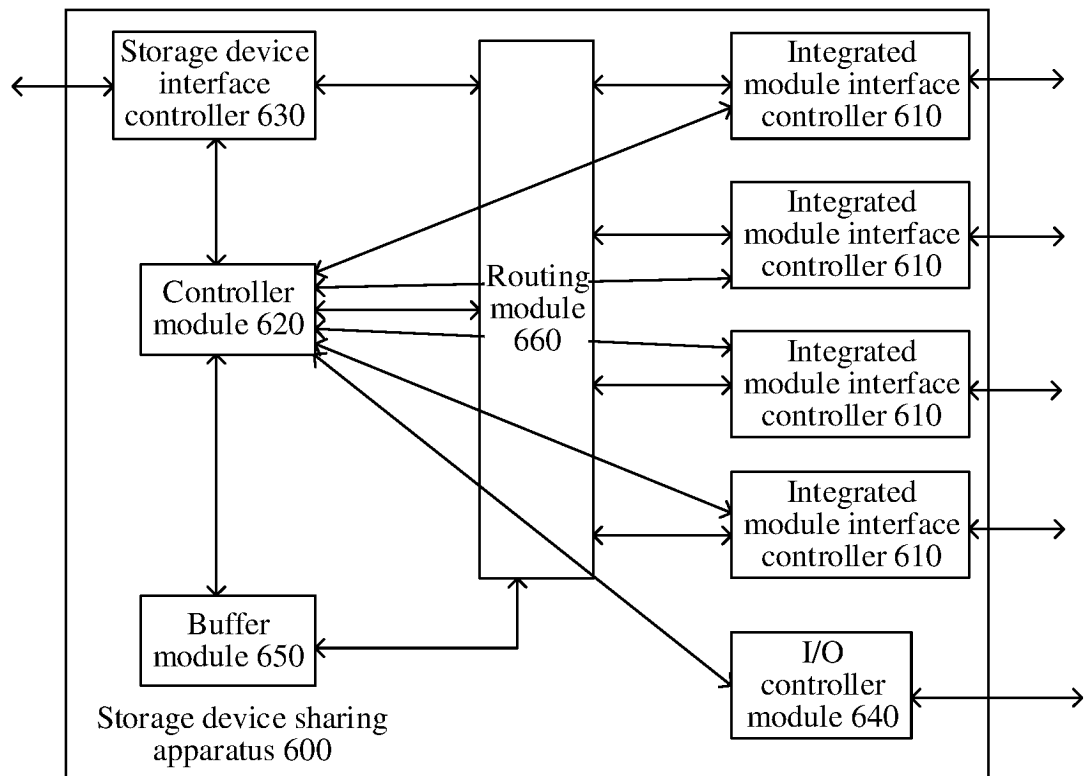 Storage device
interface
controller 630
Integrated
module interface
controller 610
Integrated
module interface
controller 610
Controller
module 620
Routing
module
660
Integrated
module interface
controller 610
Integrated
module interface
controller 610
Buffer
module 650
I/O
controller
module 640
Storage device sharing
apparatus 600